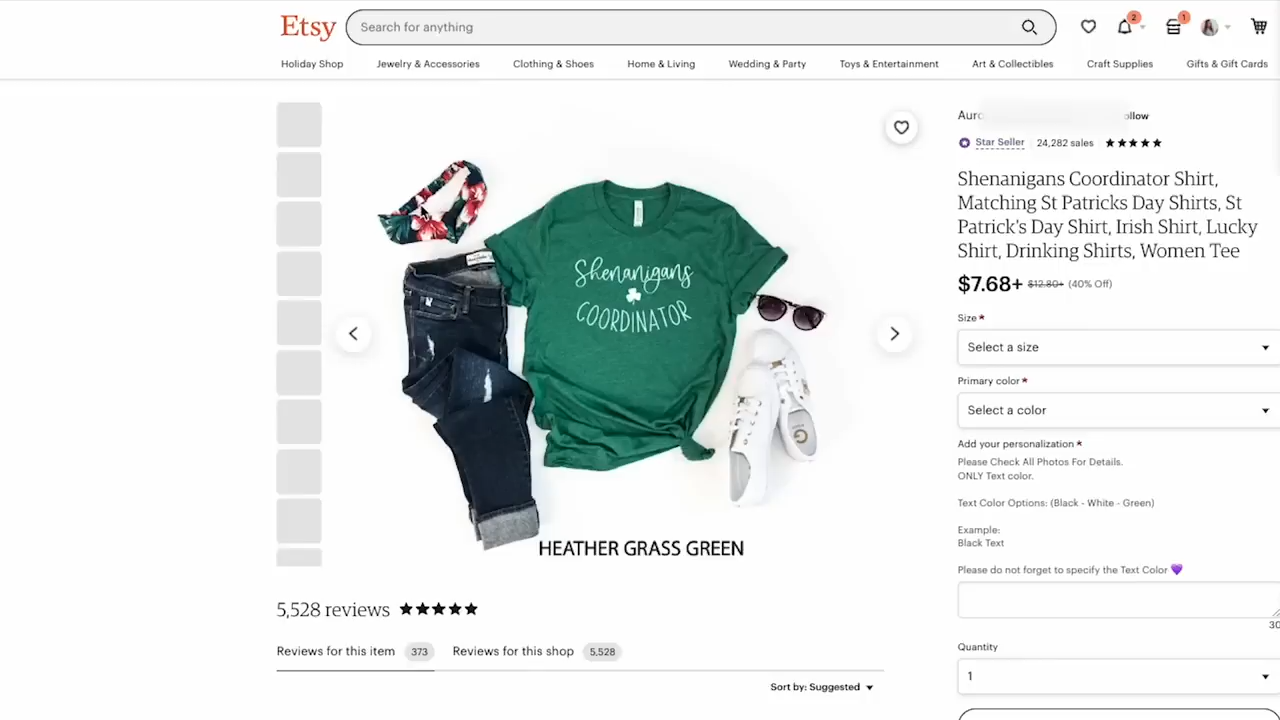 Etsy
Search for anything
2
1
Holiday Shop
Jewelry & Accessories
Clothing & Shoes
Home & Living
Wedding & Party
Toys & Entertainment
Art & Collectibles
Craft Supplies
Gifts & Gift Cards
Star Seller
24,282 sales
Shenanigans Coordinator Shirt,
Matching St Patricks Day Shirts, St
Patrick's Day Shirt, Irish Shirt, Lucky
Shirt, Drinking Shirts, Women Tee
$7.68+ $12.80+ (40% Off)
Size*
Select a size
Primary color*
Select a color
Add your personalization *
Please Check All Photos For Details.
ONLY Text color.
Text Color Options: (Black - White - Green)
Example:
Black Text
Please do not forget to specify the Text Color 💜
30
Quantity
1
Shenanigans
COORDINATOR
HEATHER GRASS GREEN
5,528 reviews
Reviews for this item 373
Reviews for this shop 5,528
Sort by: Suggested